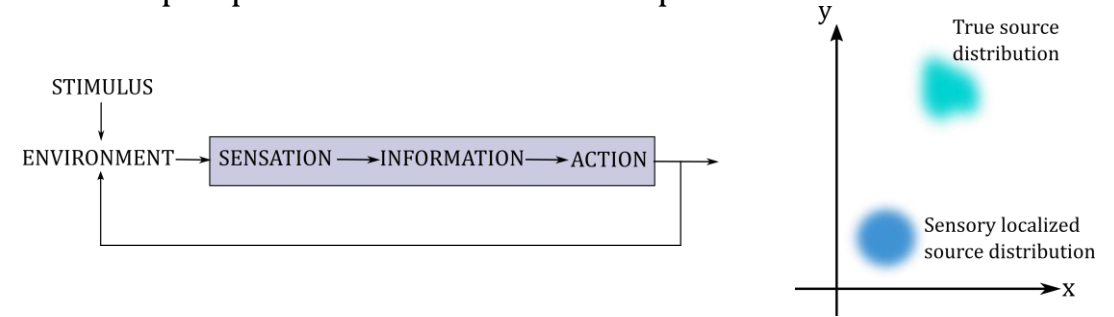 STIMULUS
ENVIRONMENT
SENSATION
INFORMATION
ACTION
y
True source
distribution
Sensory localized
source distribution
x